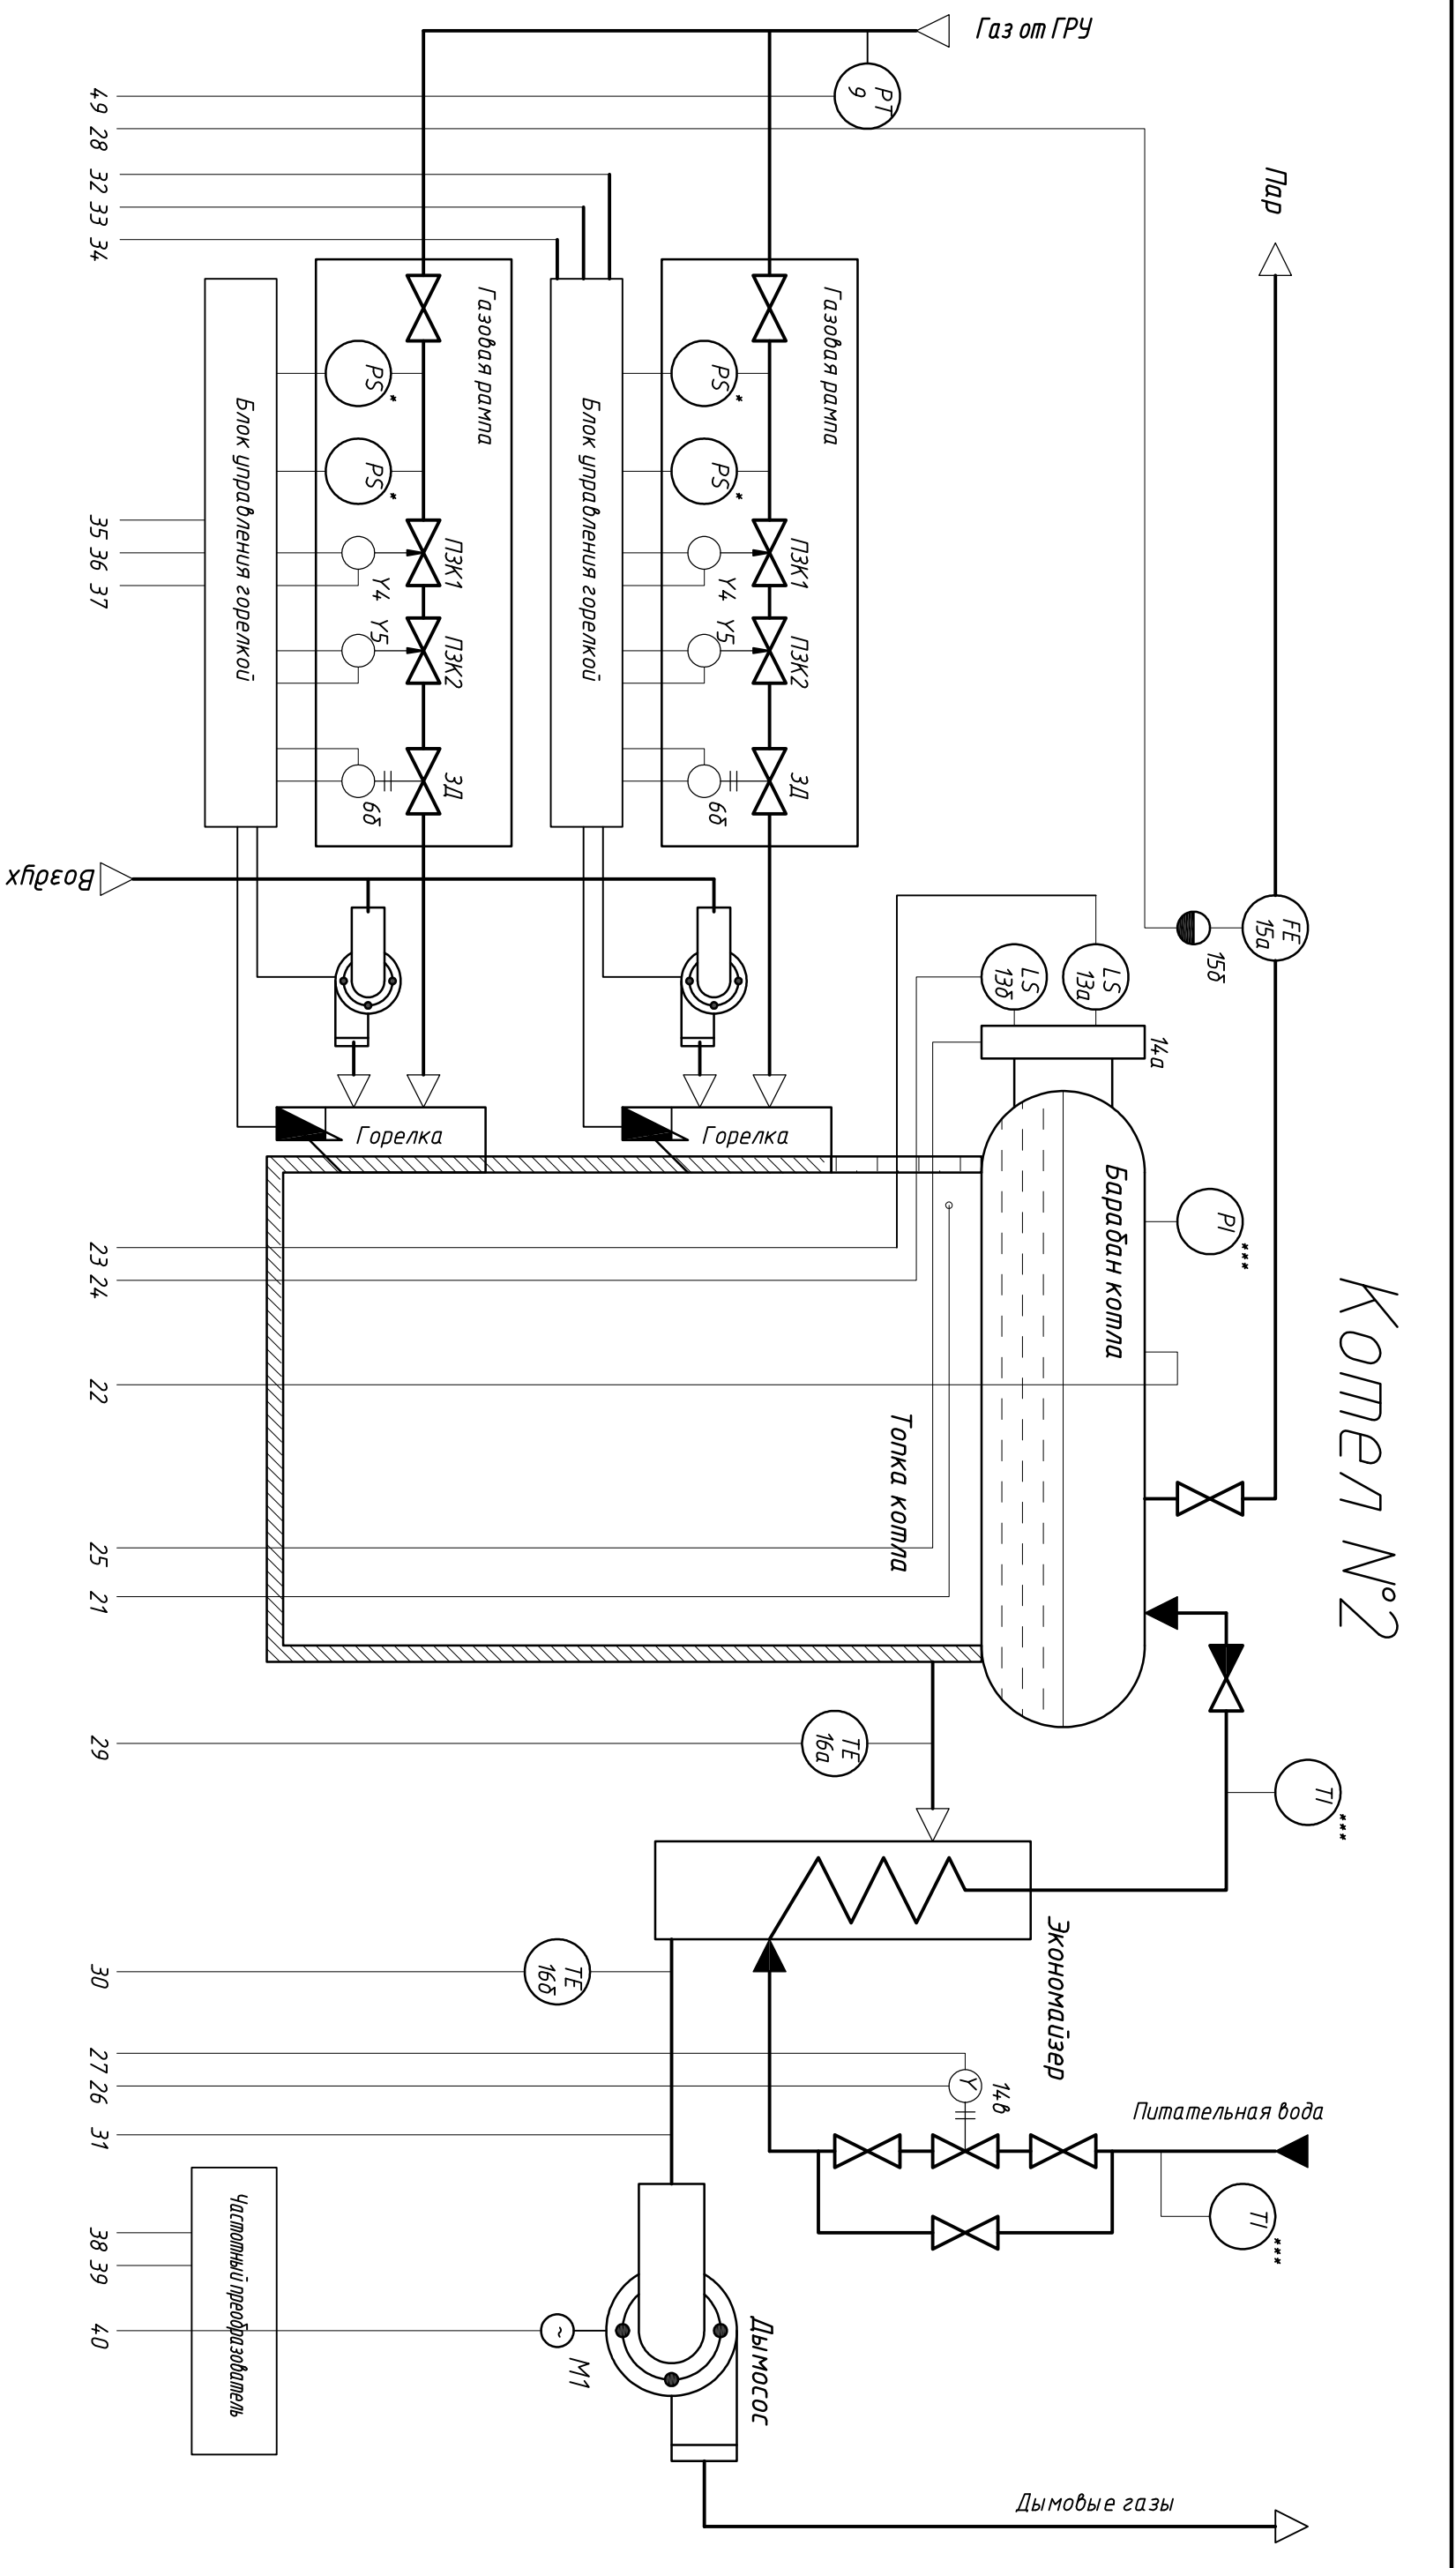 Котел №2
Газ от ГРУ
PT
9
Пар
FE
15а
15б
Газовая рампа
PS
*
PS
*
ПЗК1
Y4
ПЗК2
Y5
ЗД
6б
Блок управления горелкой
Газовая рампа
PS
*
PS
*
ПЗК1
Y4
ПЗК2
Y5
ЗД
6б
Блок управления горелкой
Воздух
Горелка
Горелка
LS
13а
LS
13б
14а
Барабан котла
PI
***
Топка котла
TI
***
TE
16а
Экономайзер
TE
16б
Y
14в
Питательная вода
TI
***
Дымосос
~
М1
Дымовые газы
Частотный преобразователь
49
28
32
33
34
35
36
37
23
24
22
25
21
29
30
27
26
31
38
39
40